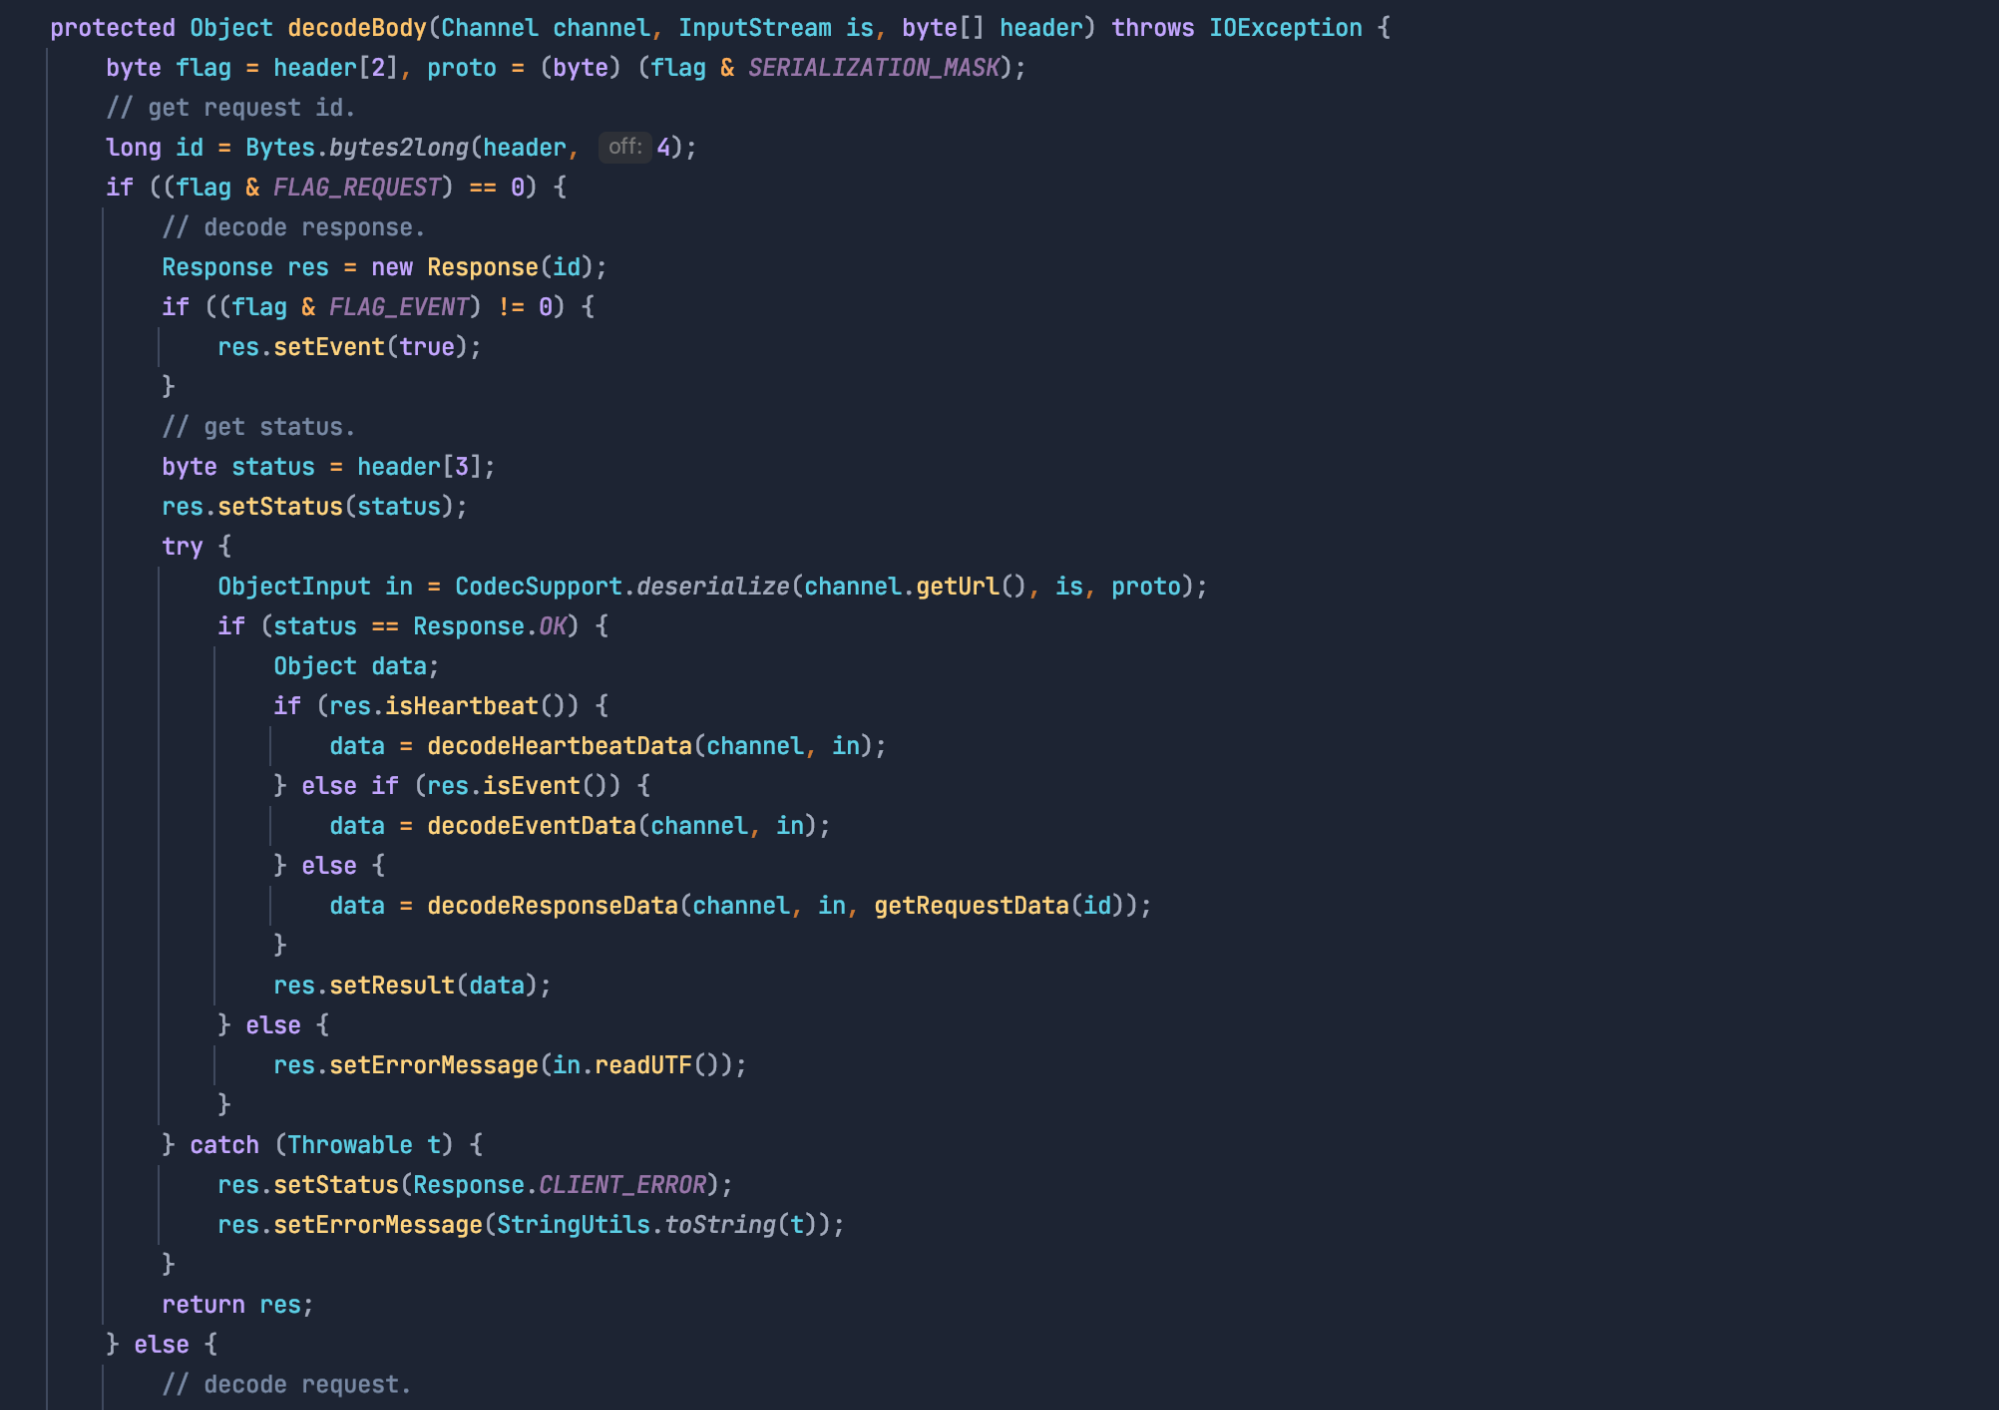 protected Object decodeBody(Channel channel, InputStream is, byte[] header) throws IOException {
    byte flag = header[2], proto = (byte) (flag & SERIALIZATION_MASK);
    // get request id.
    long id = Bytes.bytes2long(header, off: 4);
    if ((flag & FLAG_REQUEST) == 0) {
        // decode response.
        Response res = new Response(id);
        if ((flag & FLAG_EVENT) != 0) {
            res.setEvent(true);
        }
        // get status.
        byte status = header[3];
        res.setStatus(status);
        try {
            ObjectInput in = CodecSupport.deserialize(channel.getUrl(), is, proto);
            if (status == Response.OK) {
                Object data;
                if (res.isHeartbeat()) {
                    data = decodeHeartbeatData(channel, in);
                } else if (res.isEvent()) {
                    data = decodeEventData(channel, in);
                } else {
                    data = decodeResponseData(channel, in, getRequestData(id));
                }
                res.setResult(data);
            } else {
                res.setErrorMessage(in.readUTF());
            }
        } catch (Throwable t) {
            res.setStatus(Response.CLIENT_ERROR);
            res.setErrorMessage(StringUtils.toString(t));
        }
        return res;
    } else {
        // decode request.